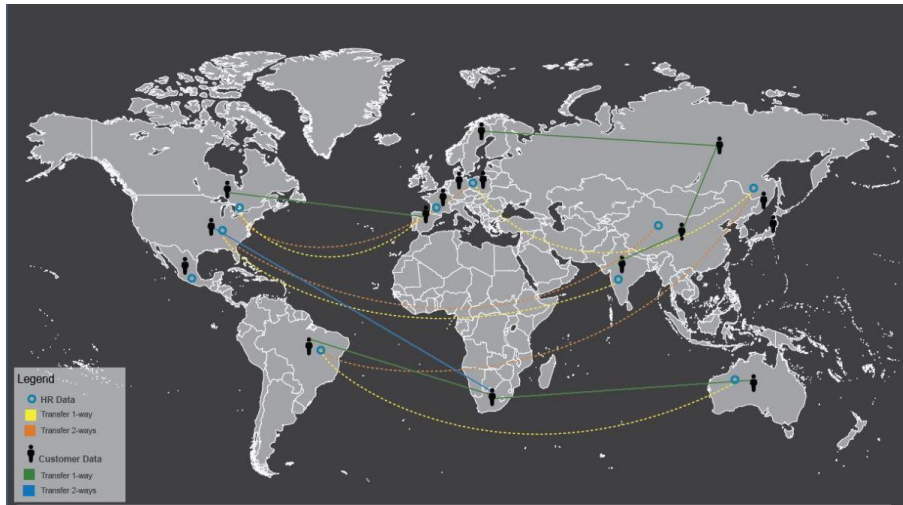 Legend
HR Data
Transfer 1-way
Transfer 2-ways
Customer Data
Transfer 1-way
Transfer 2-ways